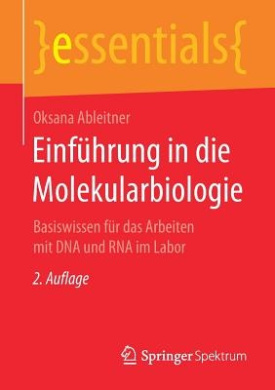 }essentials{
Oksana Ableitner
Einführung in die
Molekularbiologie
Basiswissen für das Arbeiten
mit DNA und RNA im Labor
2. Auflage
Springer Spektrum